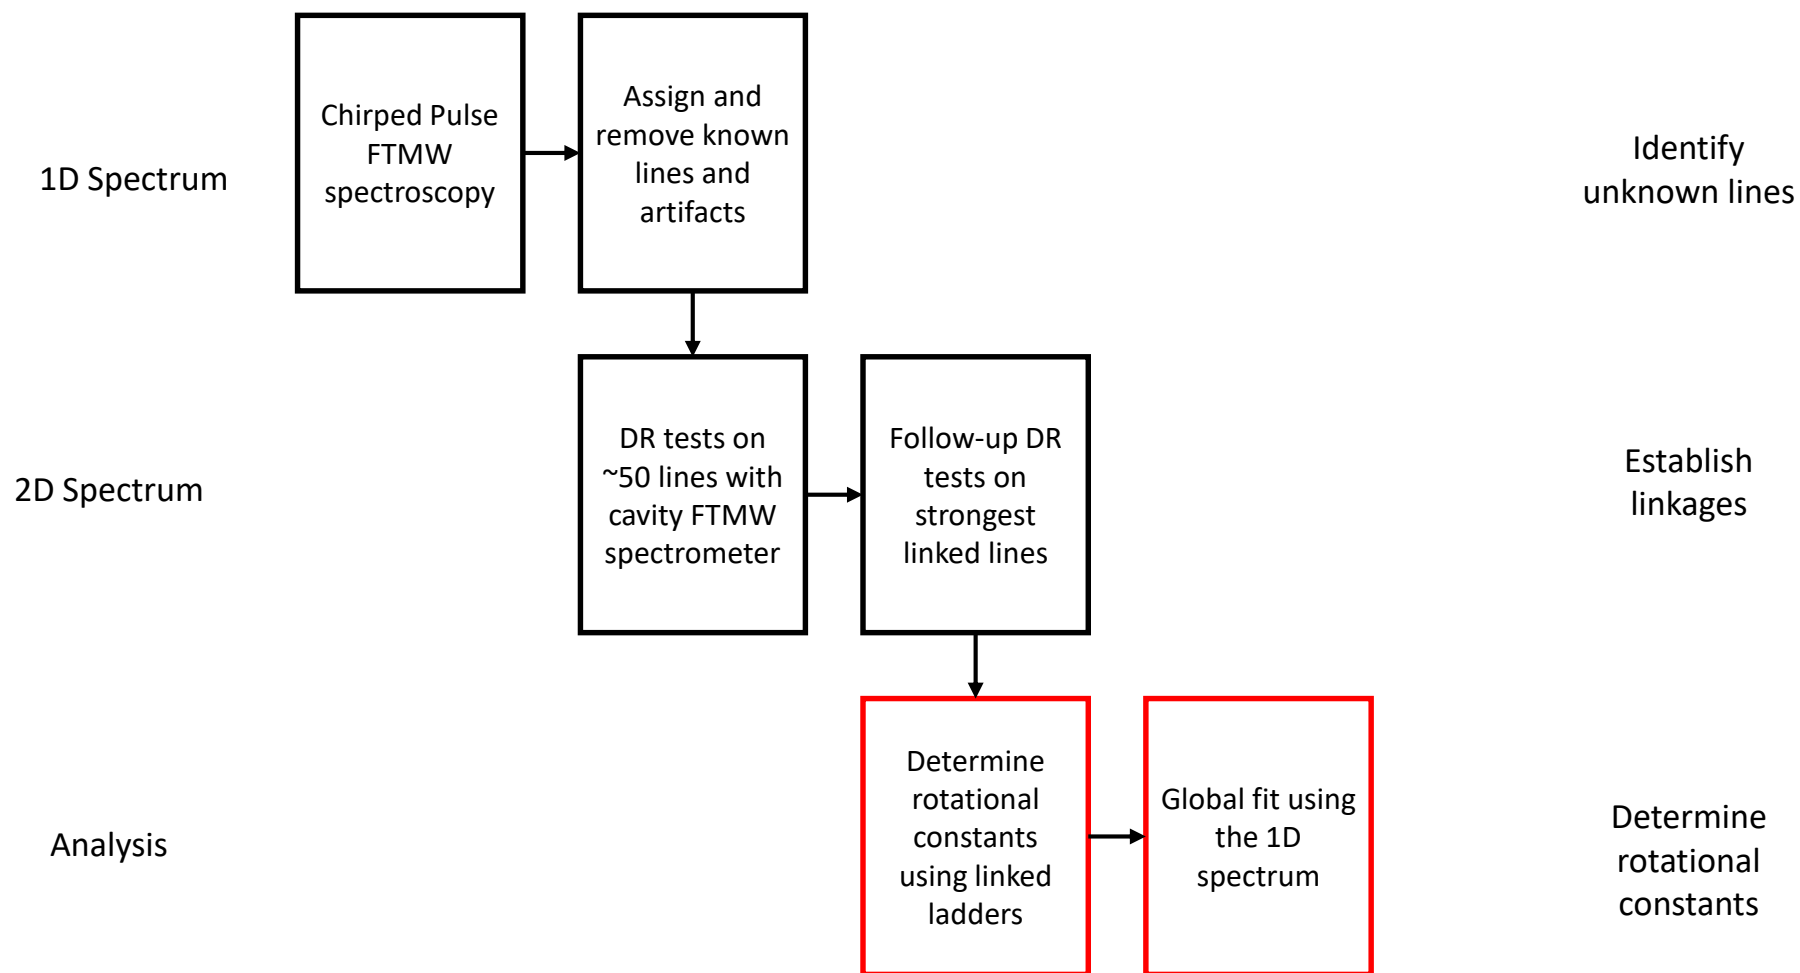 1D Spectrum
Chirped Pulse
FTMW
spectroscopy
Assign and
remove known
lines and
artifacts
Identify
unknown lines
2D Spectrum
DR tests on
~50 lines with
cavity FTMW
spectrometer
Follow-up DR
tests on
strongest
linked lines
Establish
linkages
Analysis
Determine
rotational
constants
using linked
ladders
Global fit using
the 1D
spectrum
Determine
rotational
constants